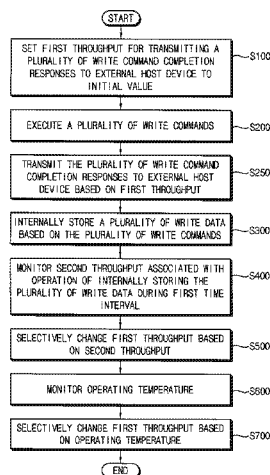 START
SET FIRST THROUGHPUT FOR TRANSMITTING A
PLURALITY OF WRITE COMMAND COMPLETION
RESPONSES TO EXTERNAL HOST DEVICE TO
INITIAL VALUE
S100
EXECUTE A PLURALITY OF WRITE COMMANDS
S200
TRANSMIT THE PLURALITY OF WRITE COMMAND
COMPLETION RESPONSES TO EXTERNAL HOST
DEVICE BASED ON FIRST THROUGHPUT
S250
INTERNALLY STORE A PLURALITY OF WRITE DATA
BASED ON THE PLURALITY OF WRITE COMMANDS
S300
MONITOR SECOND THROUGHPUT ASSOCIATED WITH
OPERATION OF INTERNALLY STORING THE
PLURALITY OF WRITE DATA DURING FIRST TIME
INTERVAL
S400
SELECTIVELY CHANGE FIRST THROUGHPUT BASED
ON SECOND THROUGHPUT
S500
MONITOR OPERATING TEMPERATURE
S600
SELECTIVELY CHANGE FIRST THROUGHPUT BASED
ON OPERATING TEMPERATURE
S700
END